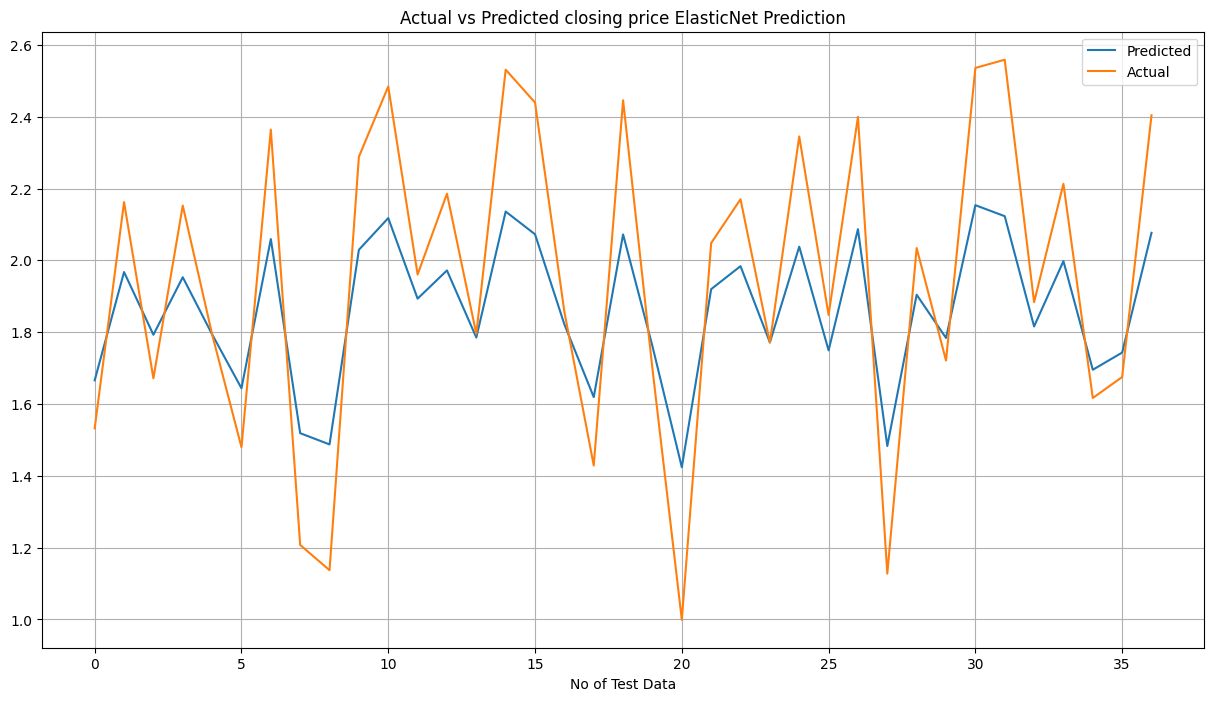 Actual vs Predicted closing price ElasticNet Prediction
Predicted
Actual
2.6
2.4
2.2
2.0
1.8
1.6
1.4
1.2
1.0
0 5 10 15 20 25 30 35
No of Test Data